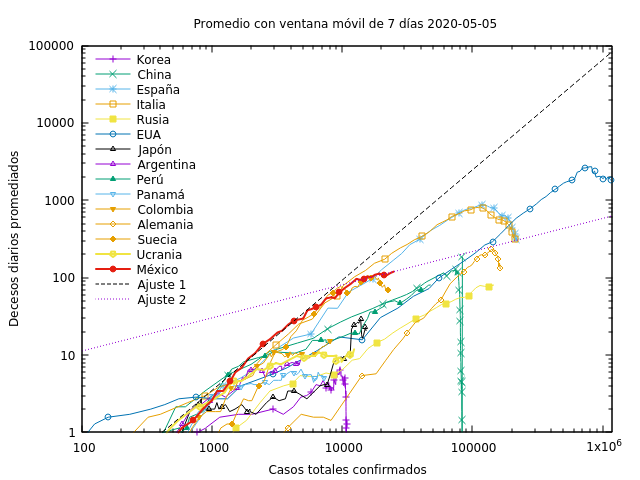 Promedio con ventana móvil de 7 días 2020-05-05
Decesos diarios promediados
100000
10000
1000
100
10
1
Korea
China
España
Italia
Rusia
EUA
Japón
Argentina
Perú
Panamá
Colombia
Alemania
Suecia
Ucrania
México
Ajuste 1
Ajuste 2
100 1000 10000 100000 1x10⁶
Casos totales confirmados